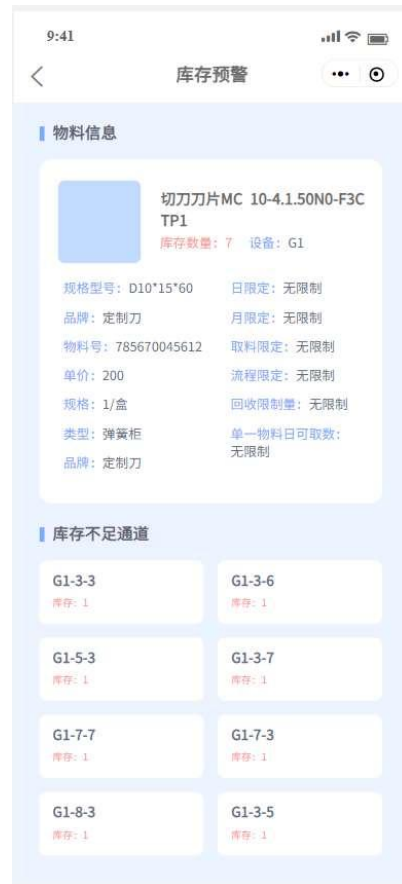 9:41
库存预警
物料信息
切刀刀片MC 10-4.1.50N0-F3C
TP1
库存数量：7 设备：G1
规格型号：D10*15*60
日限定：无限制
品牌：定制刀
月限定：无限制
物料号：785670045612
取料限定：无限制
单价：200
流程限定：无限制
规格：1/盒
回收限制量：无限制
类型：弹簧柜
单一物料日可取数：
无限制
品牌：定制刀
库存不足通道
G1-3-3
库存：1
G1-3-6
库存：1
G1-5-3
库存：1
G1-3-7
库存：1
G1-7-7
库存：1
G1-7-3
库存：1
G1-8-3
库存：1
G1-3-5
库存：1